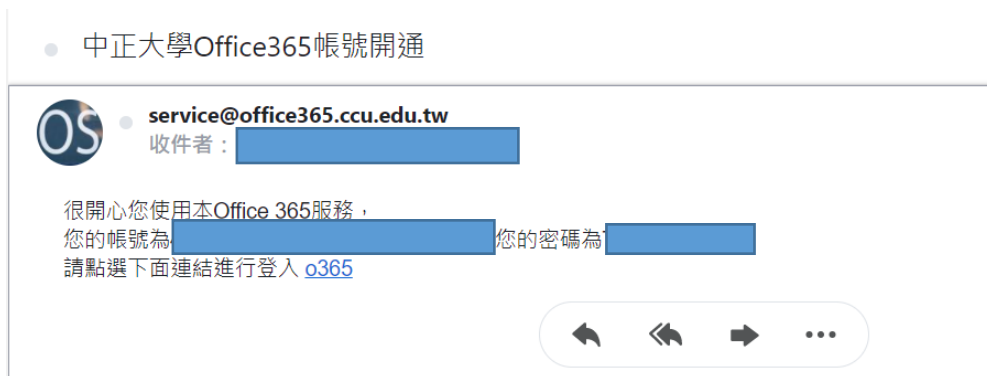 中正大學Office365帳號開通
OS
service@office365.ccu.edu.tw
收件者：
很開心您使用本Office 365服務，
您的帳號為 您的密碼為
請點選下面連結進行登入 o365